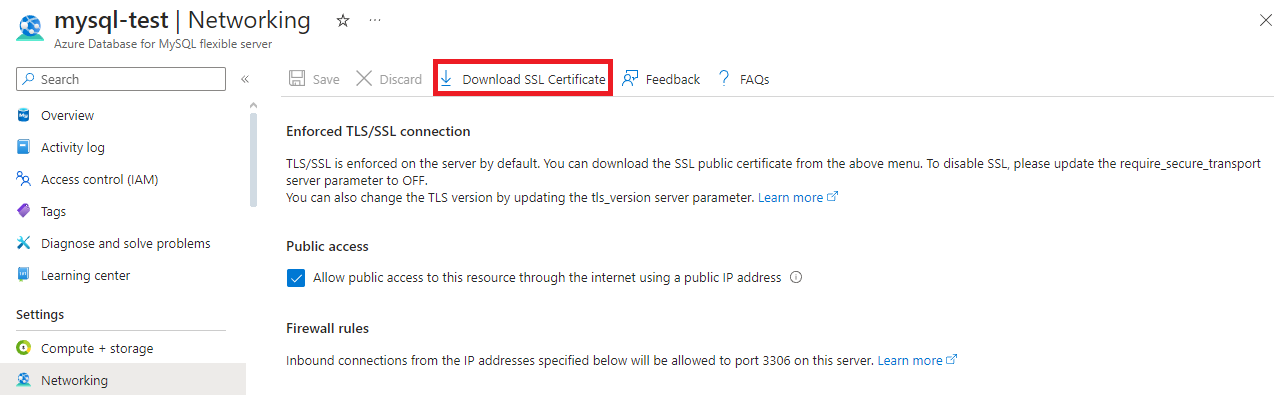 mysql-test | Networking
Azure Database for MySQL flexible server
Search
Save
Discard
Download SSL Certificate
Feedback
FAQs
Overview
Activity log
Access control (IAM)
Tags
Diagnose and solve problems
Learning center
Settings
Compute + storage
Networking
Enforced TLS/SSL connection
TLS/SSL is enforced on the server by default. You can download the SSL public certificate from the above menu. To disable SSL, please update the require_secure_transport
server parameter to OFF.
You can also change the TLS version by updating the tls_version server parameter. Learn more
Public access
Allow public access to this resource through the internet using a public IP address
Firewall rules
Inbound connections from the IP addresses specified below will be allowed to port 3306 on this server. Learn more